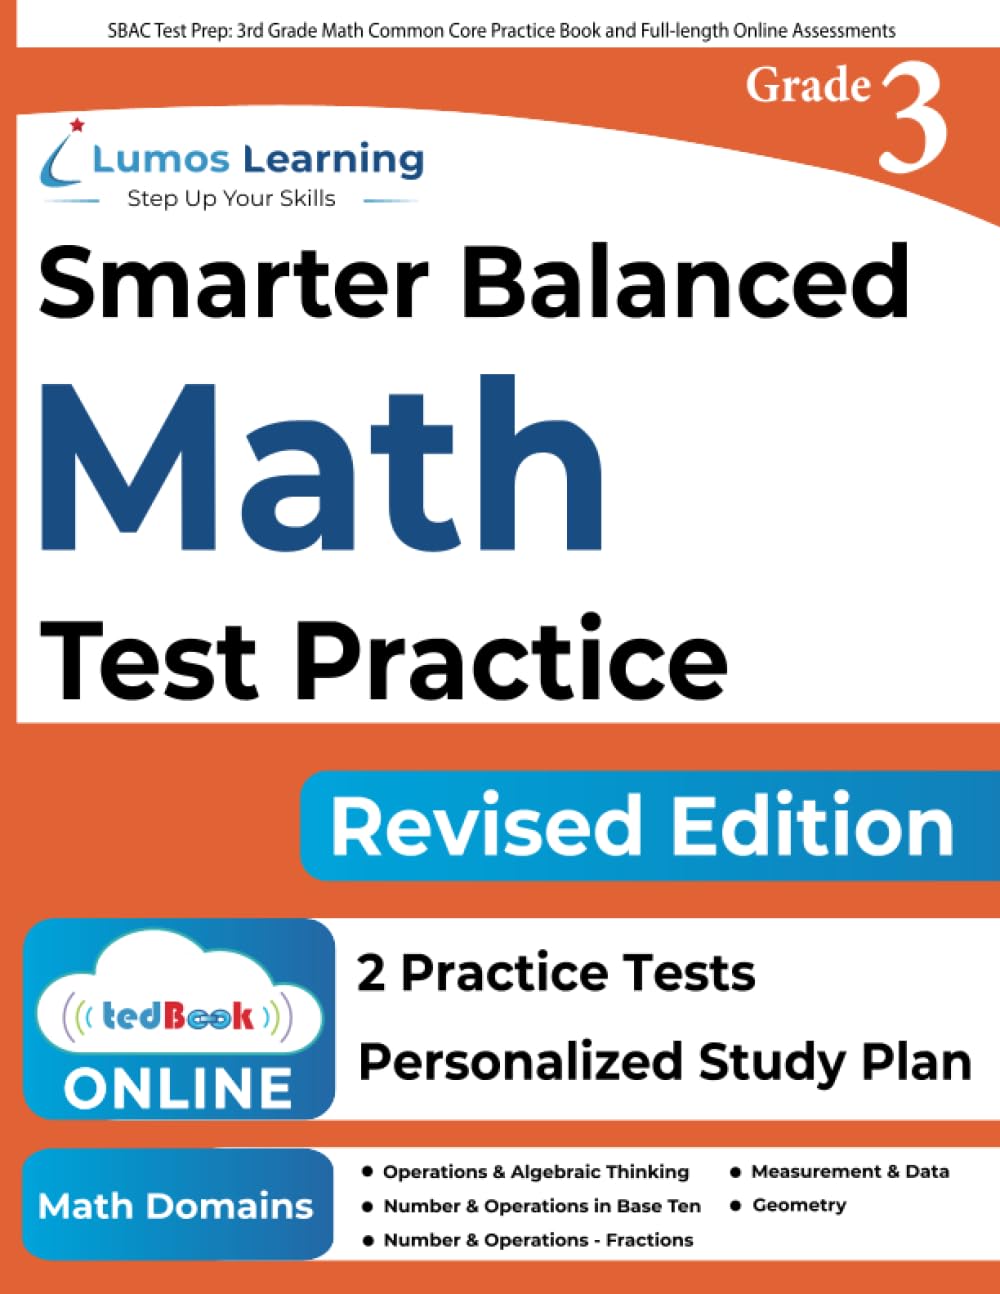 SBAC Test Prep: 3rd Grade Math Common Core Practice Book and Full-length Online Assessments
Grade 3
Lumos Learning
Step Up Your Skills
Smarter Balanced
Math
Test Practice
Revised Edition
tedBook
ONLINE
2 Practice Tests
Personalized Study Plan
Math Domains
● Operations & Algebraic Thinking
● Number & Operations in Base Ten
● Number & Operations - Fractions
● Measurement & Data
● Geometry